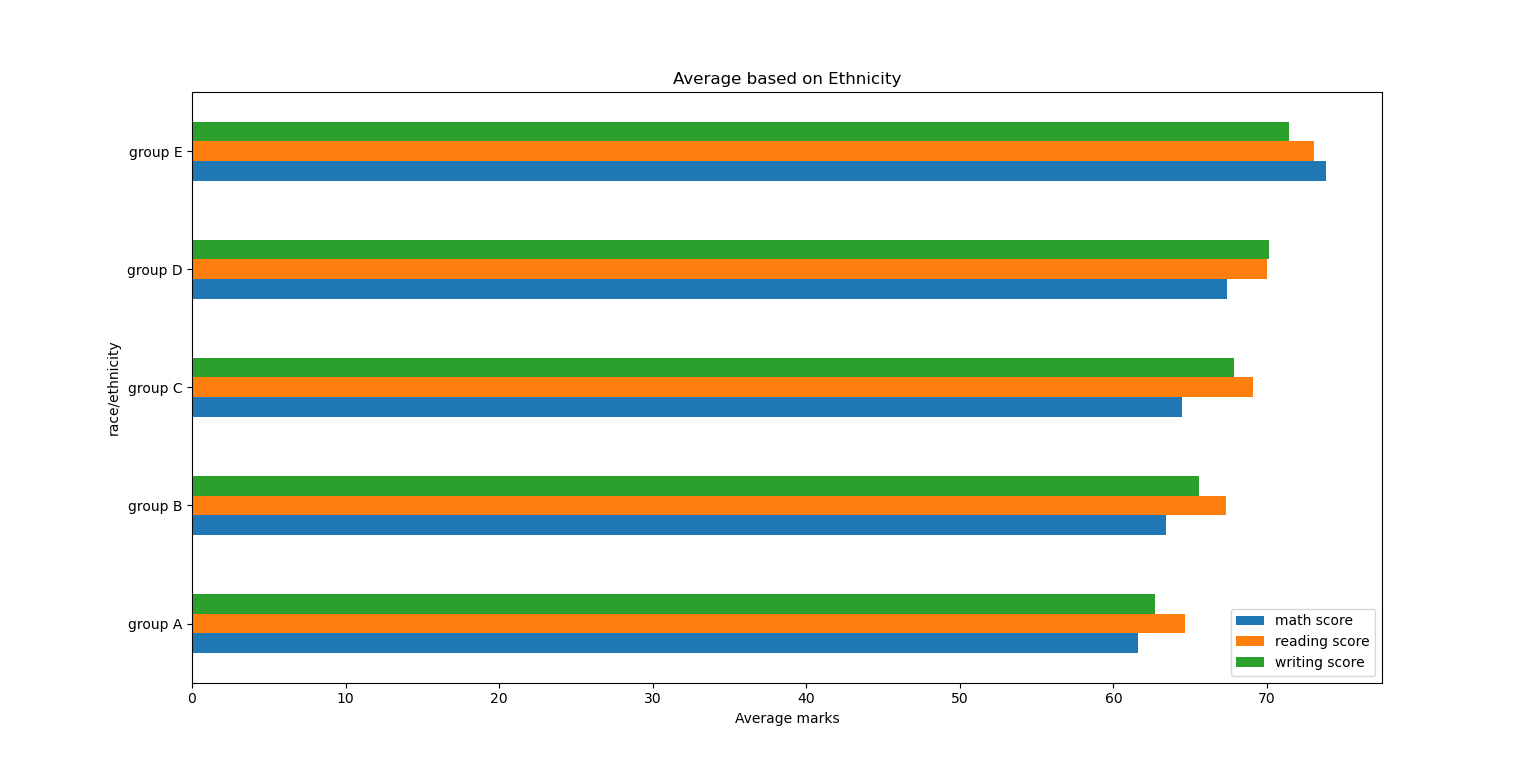 Average based on Ethnicity
group E
group D
group C
group B
group A
race/ethnicity
math score
reading score
writing score
0 10 20 30 40 50 60 70
Average marks